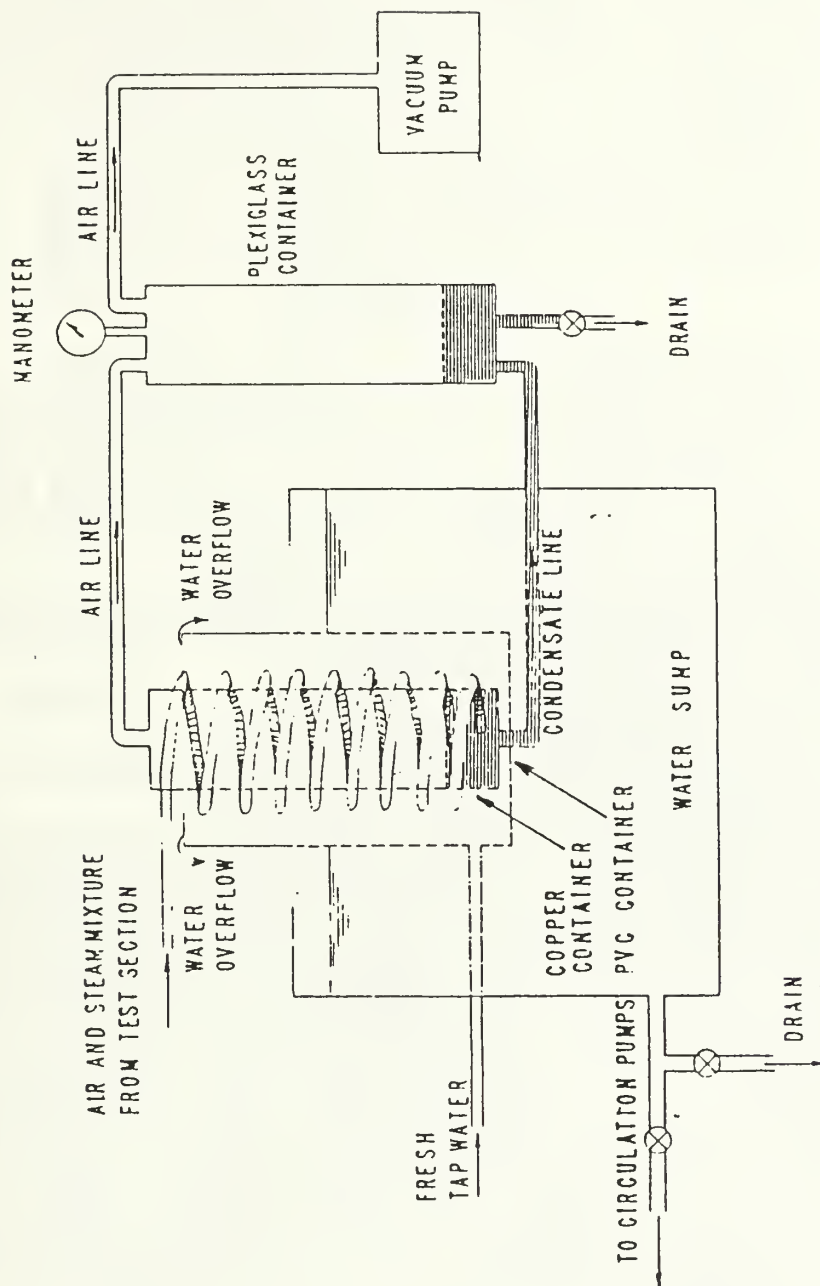 MANOMETER
AIR LINE
AIR LINE
VACUUM
PUMP
PLEXIGLASS
CONTAINER
DRAIN
AIR AND STEAM MIXTURE
FROM TEST SECTION
WATER
OVERFLOW
WATER
OVERFLOW
FRESH
TAP WATER
CONDENSATE LINE
COPPER
CONTAINER
PVC CONTAINER
WATER SUMP
TO CIRCULATION PUMPS
DRAIN